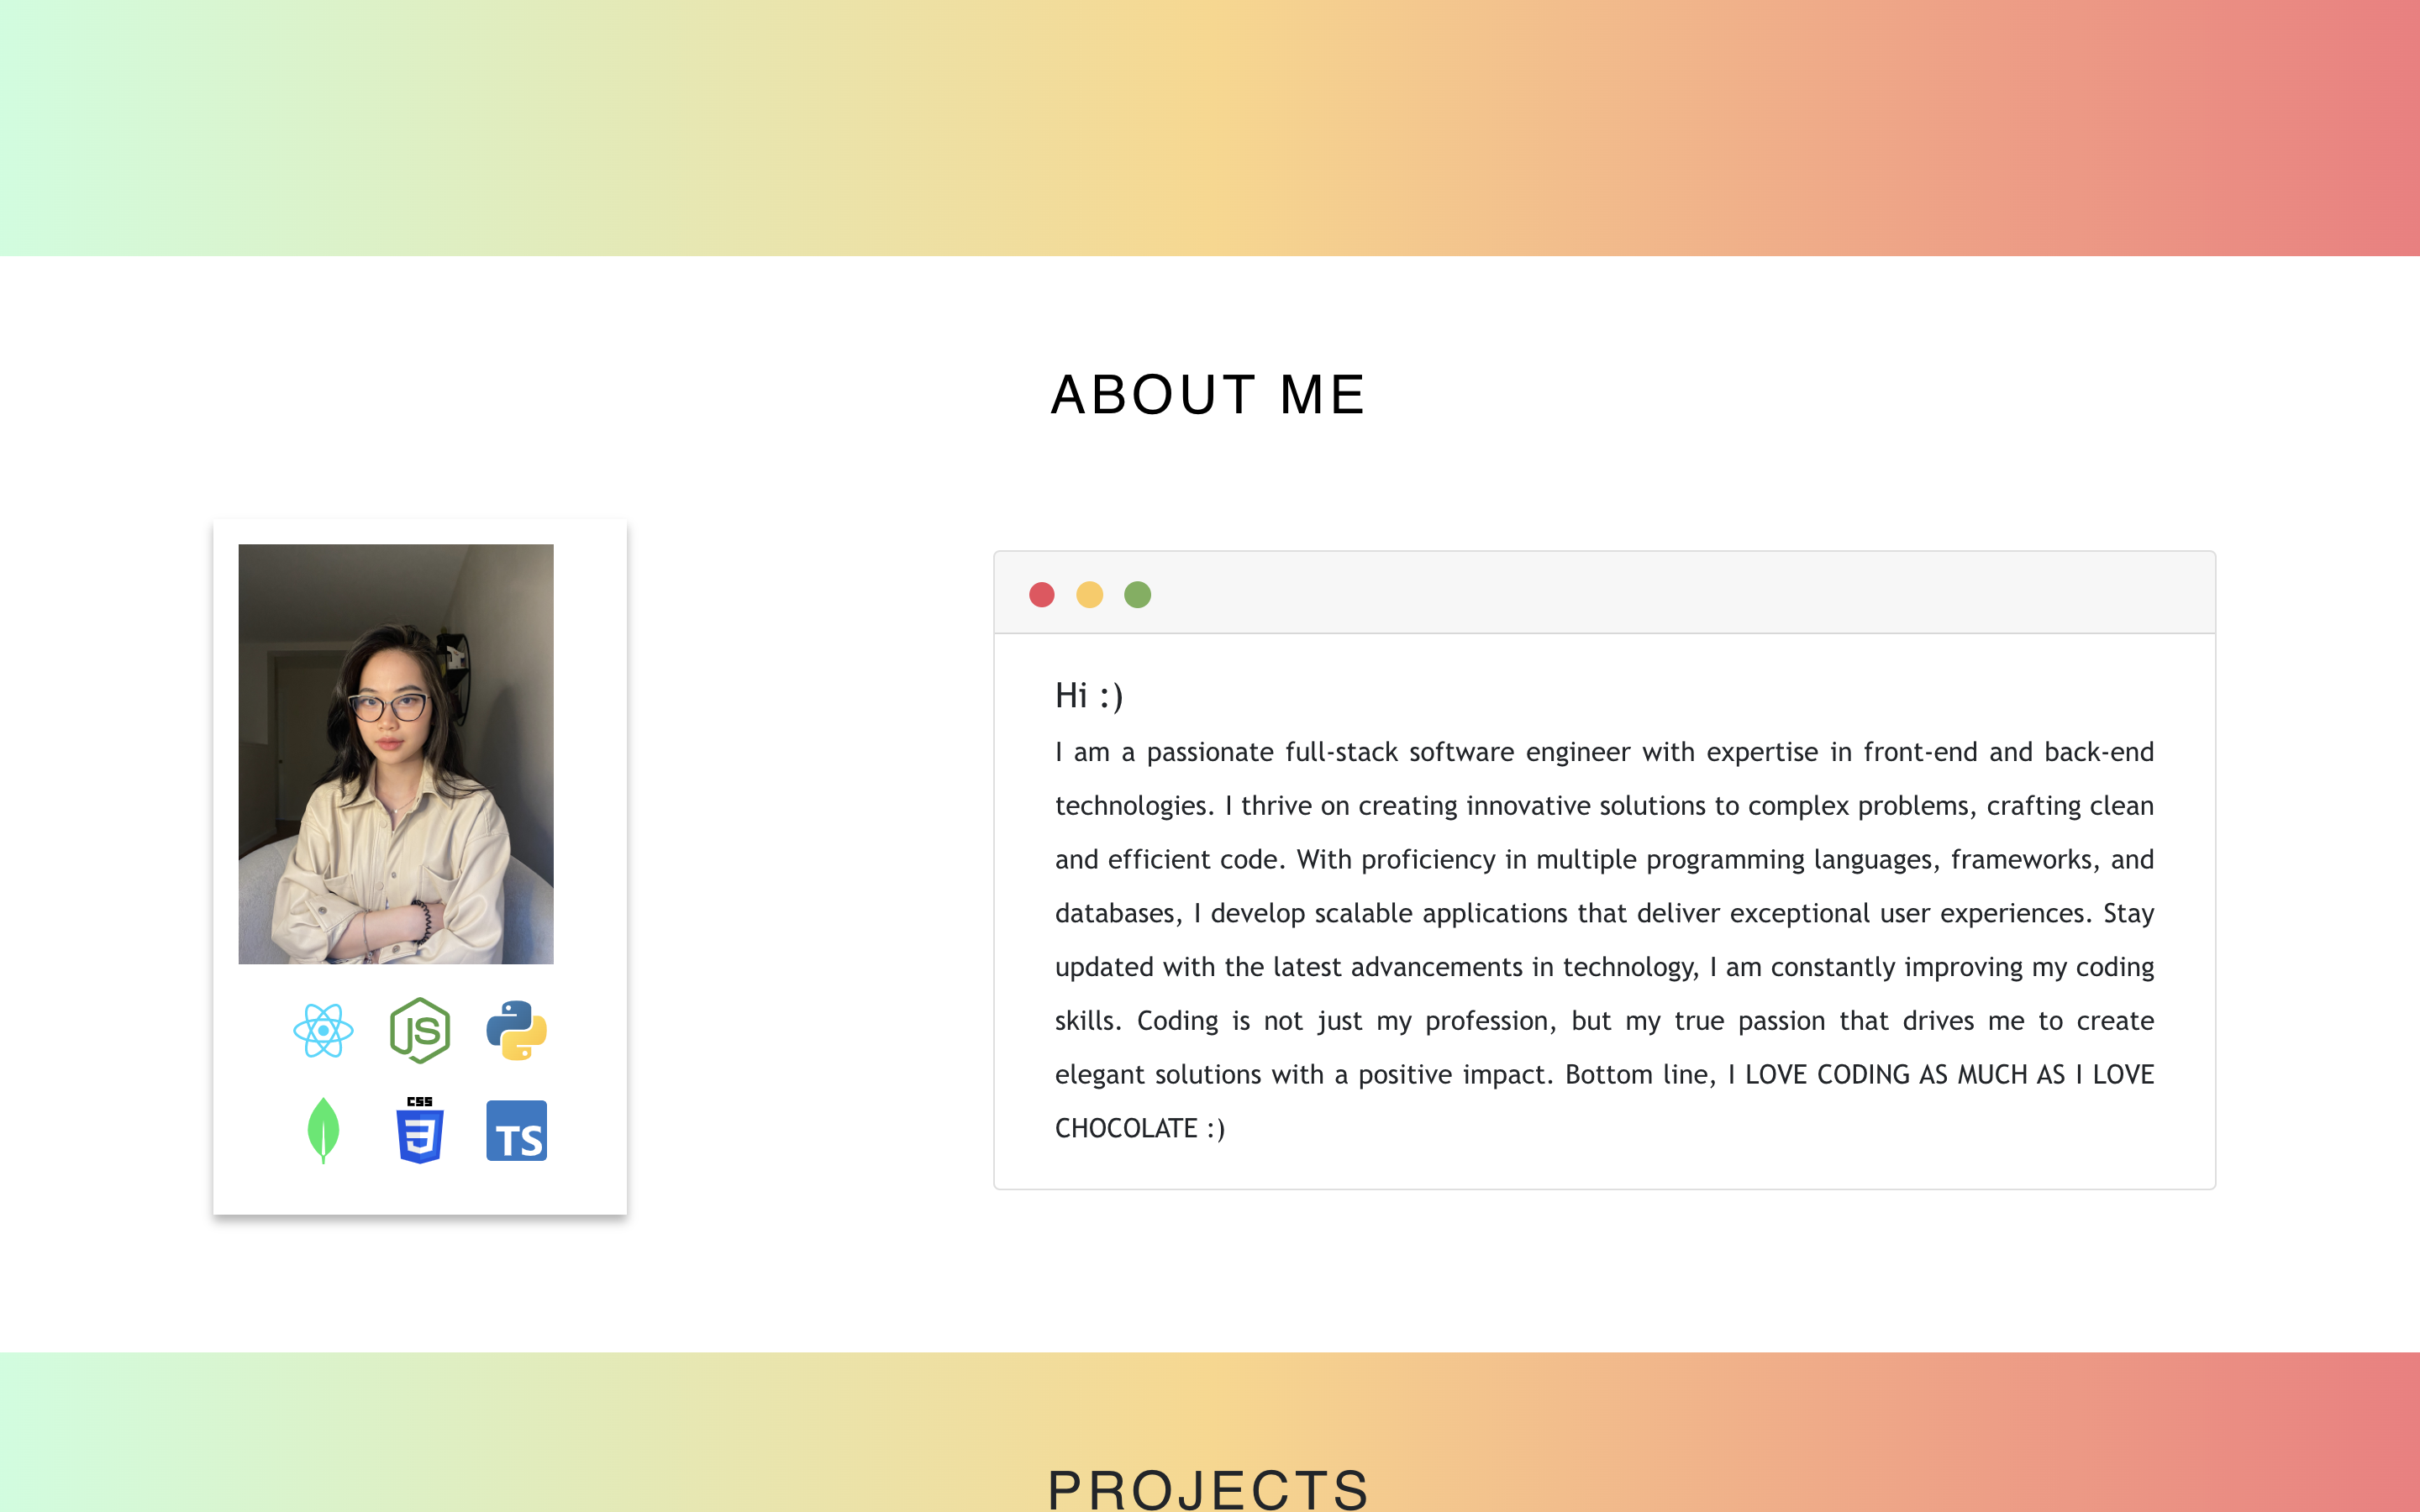 ABOUT ME
Hi :)
I am a passionate full-stack software engineer with expertise in front-end and back-end
technologies. I thrive on creating innovative solutions to complex problems, crafting clean
and efficient code. With proficiency in multiple programming languages, frameworks, and
databases, I develop scalable applications that deliver exceptional user experiences. Stay
updated with the latest advancements in technology, I am constantly improving my coding
skills. Coding is not just my profession, but my true passion that drives me to create
elegant solutions with a positive impact. Bottom line, I LOVE CODING AS MUCH AS I LOVE
CHOCOLATE :)
JS
CSS
3
TS
PROJECTS